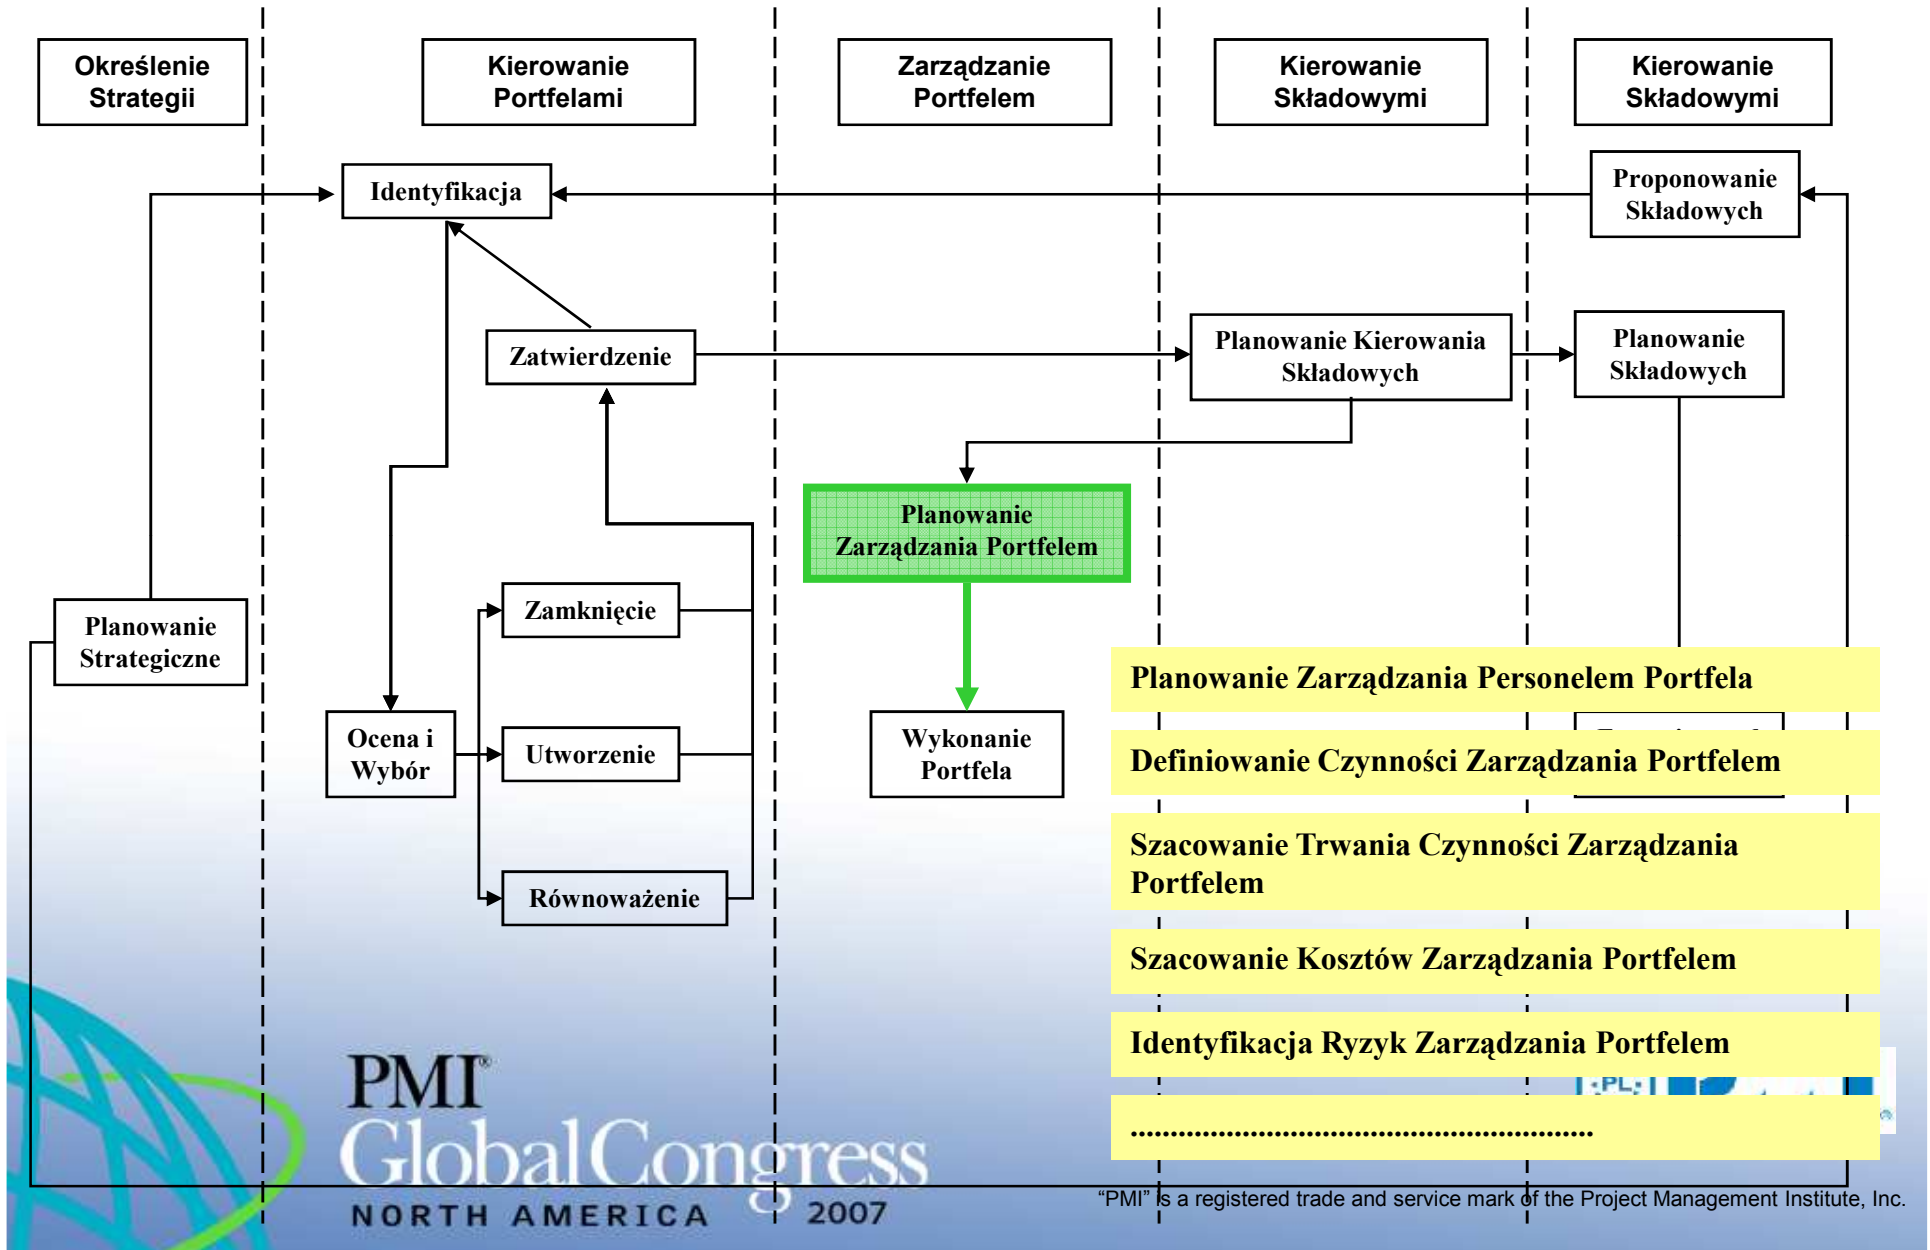 Określenie
Strategii
Kierowanie
Portfelami
Zarządzanie
Portfelem
Kierowanie
Składowymi
Kierowanie
Składowymi
Identyfikacja
Proponowanie
Składowych
Zatwierdzenie
Planowanie Kierowania
Składowych
Planowanie
Składowych
Planowanie
Zarządzania Portfelem
Zamknięcie
Planowanie
Strategiczne
Ocena i
Wybór
Utworzenie
Wykonanie
Portfela
Równoważenie
Planowanie Zarządzania Personelem Portfela
Definiowanie Czynności Zarządzania Portfelem
Szacowanie Trwania Czynności Zarządzania
Portfelem
Szacowanie Kosztów Zarządzania Portfelem
Identyfikacja Ryzyk Zarządzania Portfelem
..........................................................
PL
PMI®
GlobalCongress
NORTH AMERICA 2007
“PMI” is a registered trade and service mark of the Project Management Institute, Inc.